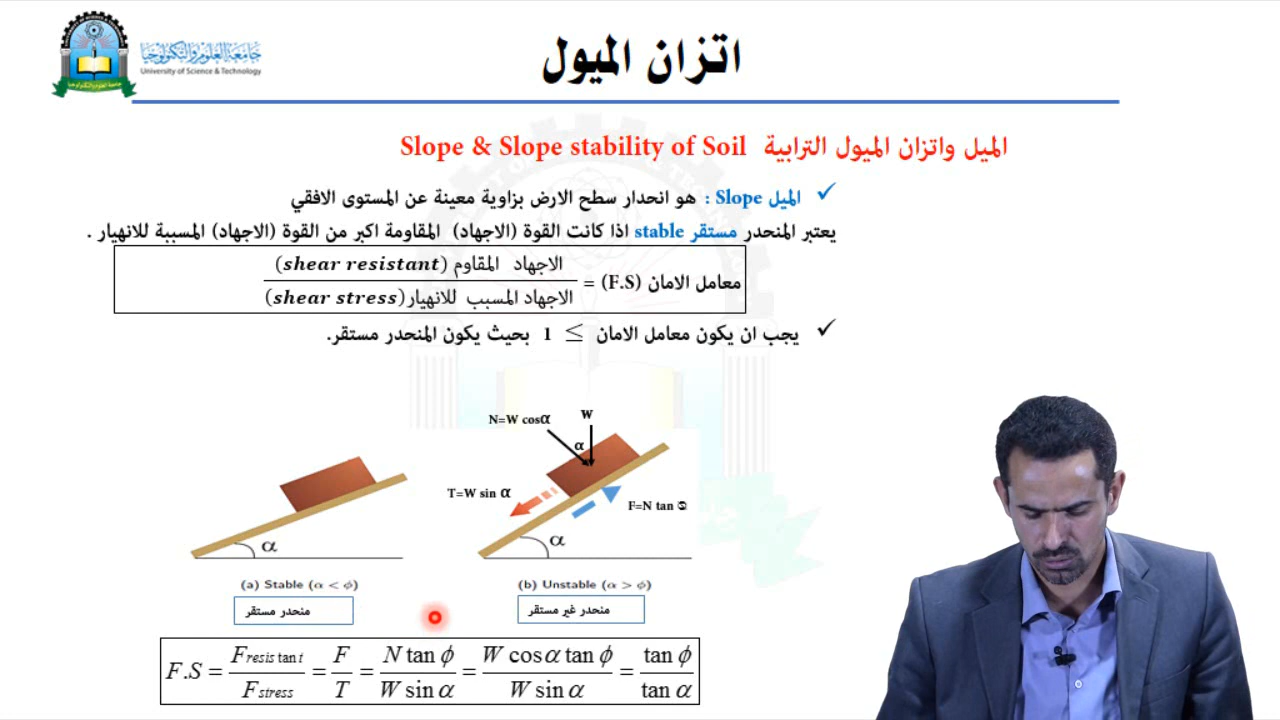 جامعة العلوم والتكنولوجيا
University of Science & Technology
اتزان الميول
الميل واتزان الميول الترابية Slope & Slope stability of Soil
✓ الميل Slope : هو انحدار سطح الارض بزاوية معينة عن المستوى الافقي
يعتبر المنحدر مستقر stable اذا كانت القوة (الاجهاد) المقاومة اكبر من القوة (الاجهاد) المسببة للانهيار .
معامل الامان (F.S) = الاجهاد المقاوم (shear resistant) / الاجهاد المسبب للانهيار (shear stress)
✓ يجب ان يكون معامل الامان ≥ 1 بحيث يكون المنحدر مستقر.
N=W cosα
W
α
T=W sin α
F=N tan
α
α
(a) Stable (α < ϕ)
(b) Unstable (α > ϕ)
منحدر مستقر
منحدر غير مستقر
F.S = F resistant / F stress = F / T = N tan ϕ / W sin α = W cos α tan ϕ / W sin α = tan ϕ / tan α